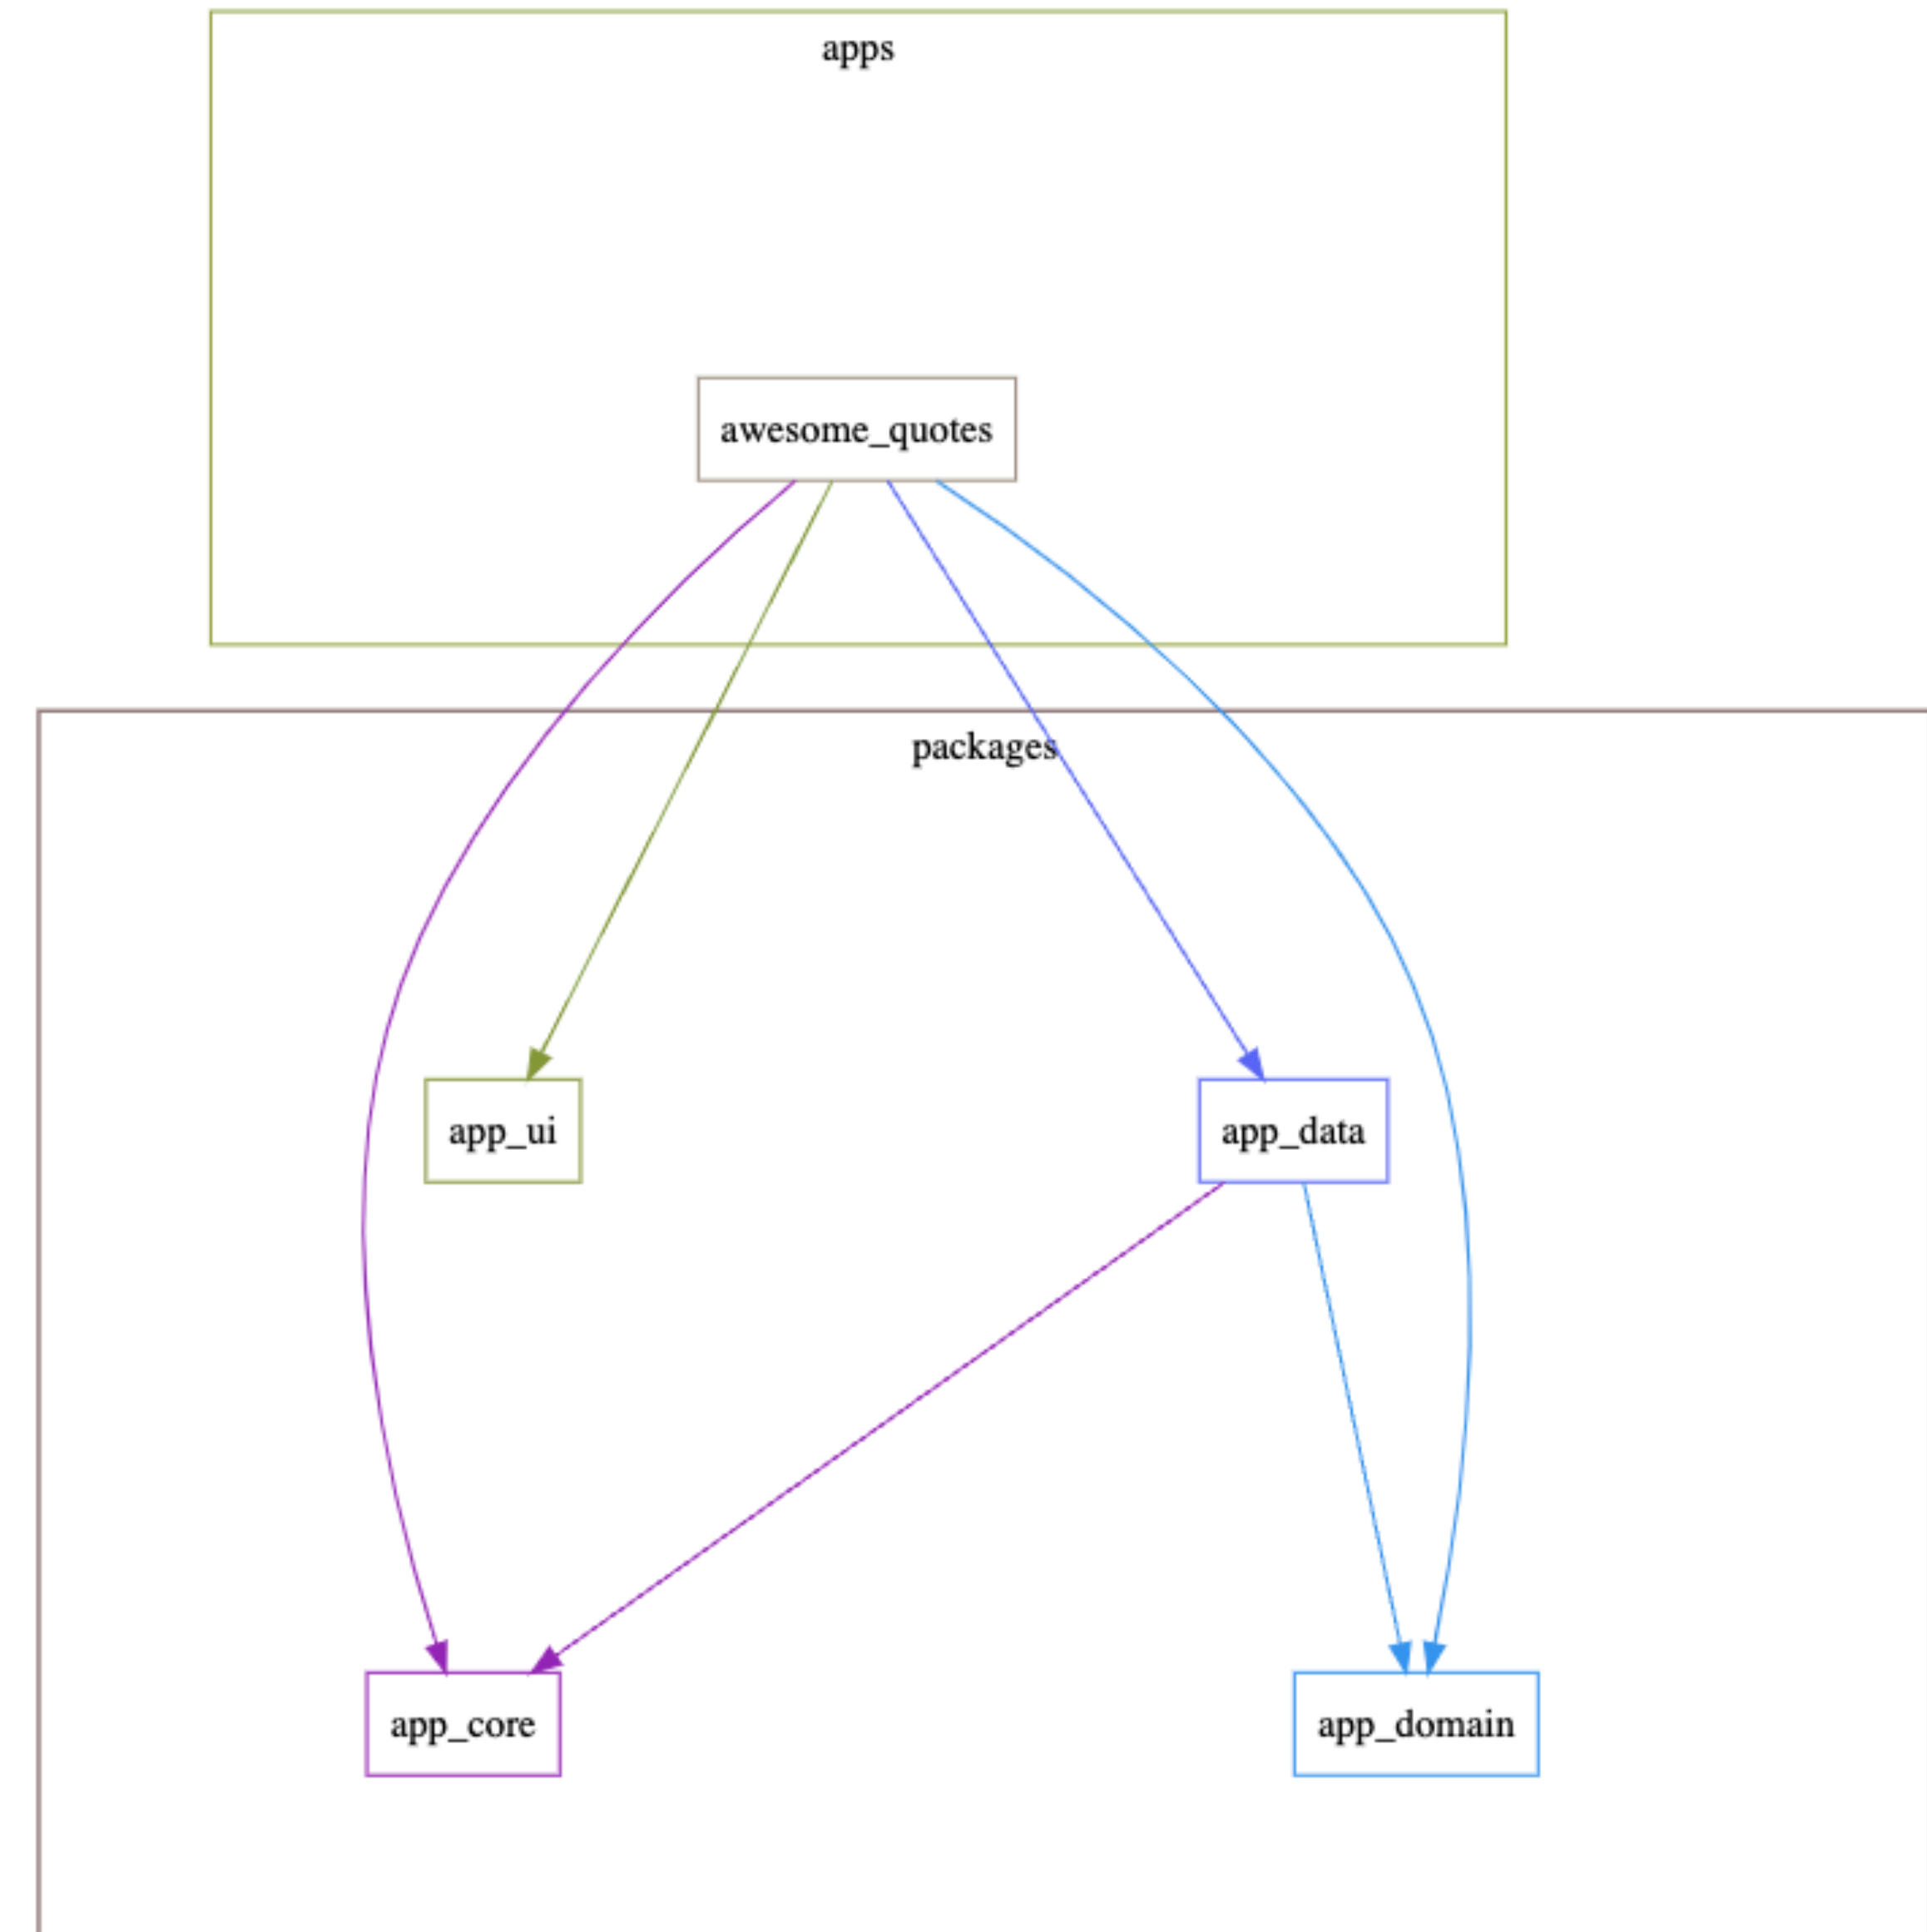 apps
awesome_quotes
packages
app_ui
app_data
app_core
app_domain